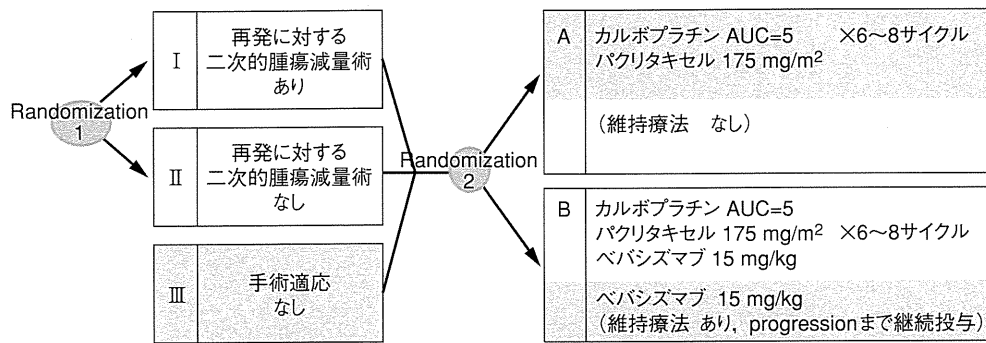 Randomization
1
Ⅰ
再発に対する
二次的腫瘍減量術
あり
Ⅱ
再発に対する
二次的腫瘍減量術
なし
Ⅲ
手術適応
なし
Randomization
2
A
カルボプラチン AUC=5 ×6〜8サイクル
パクリタキセル 175 mg/m²
（維持療法 なし）
B
カルボプラチン AUC=5
パクリタキセル 175 mg/m² ×6〜8サイクル
ベバシズマブ 15 mg/kg
ベバシズマブ 15 mg/kg
（維持療法 あり, progressionまで継続投与）